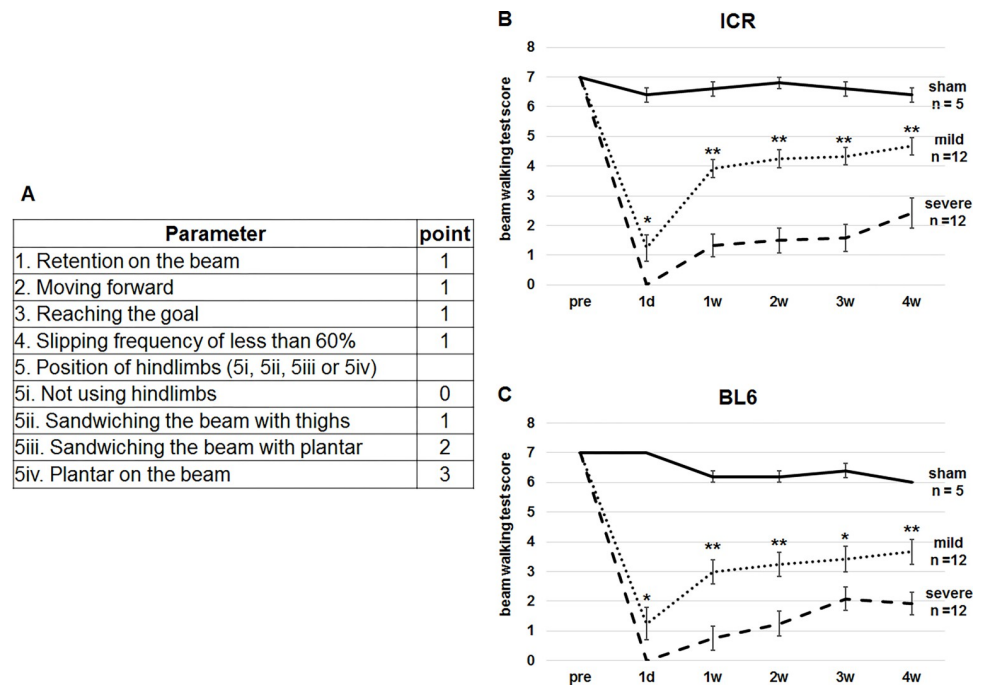 A
Parameter point
1. Retention on the beam 1
2. Moving forward 1
3. Reaching the goal 1
4. Slipping frequency of less than 60% 1
5. Position of hindlimbs (5i, 5ii, 5iii or 5iv)
5i. Not using hindlimbs 0
5ii. Sandwiching the beam with thighs 1
5iii. Sandwiching the beam with plantar 2
5iv. Plantar on the beam 3
B
ICR
beam walking test score
8
7
6
5
4
3
2
1
0
pre 1d 1w 2w 3w 4w
sham
n = 5
mild
n =12
severe
n =12
* ** ** ** **
C
BL6
beam walking test score
8
7
6
5
4
3
2
1
0
pre 1d 1w 2w 3w 4w
sham
n = 5
mild
n =12
severe
n =12
* ** ** * **